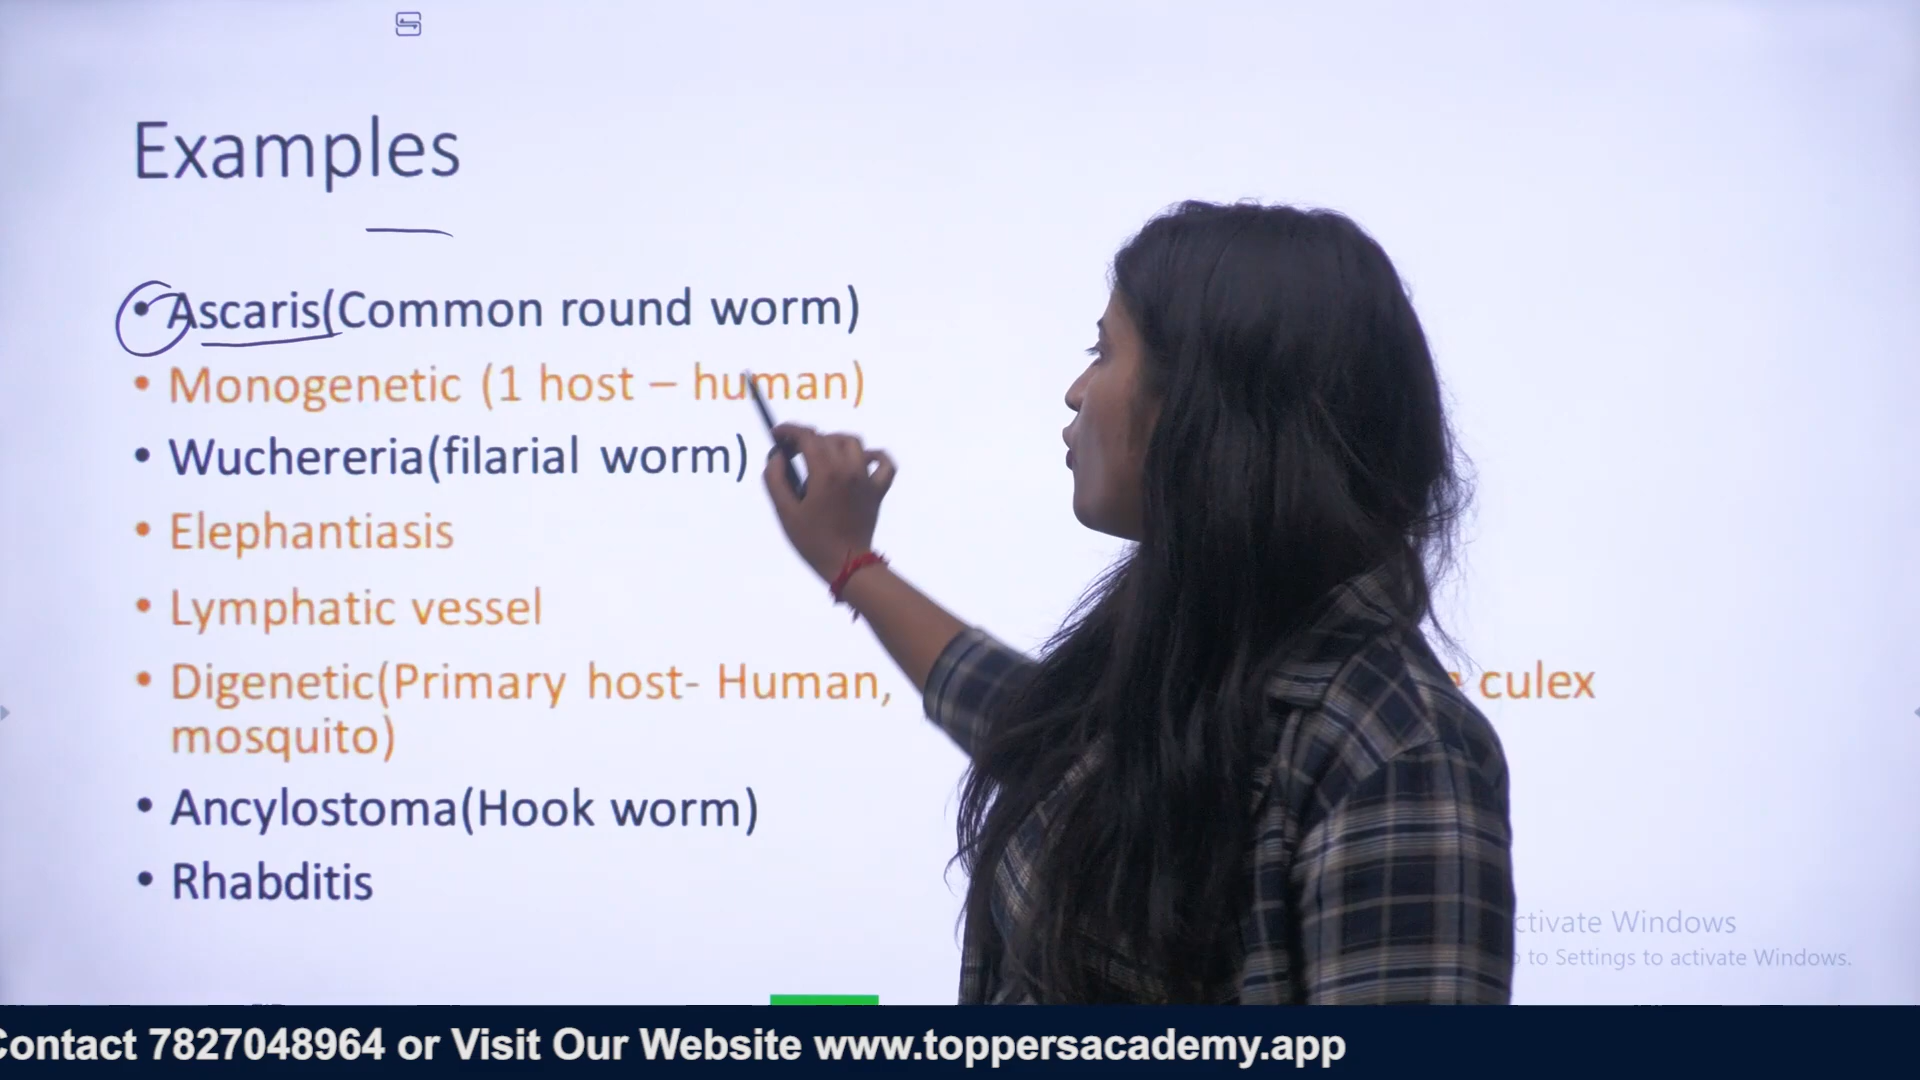 Examples
• Ascaris(Common round worm)
• Monogenetic (1 host – human)
• Wuchereria(filarial worm)
• Elephantiasis
• Lymphatic vessel
• Digenetic(Primary host- Human, culex
mosquito)
• Ancylostoma(Hook worm)
• Rhabditis
ctivate Windows
to Settings to activate Windows.
Contact 7827048964 or Visit Our Website www.toppersacademy.app